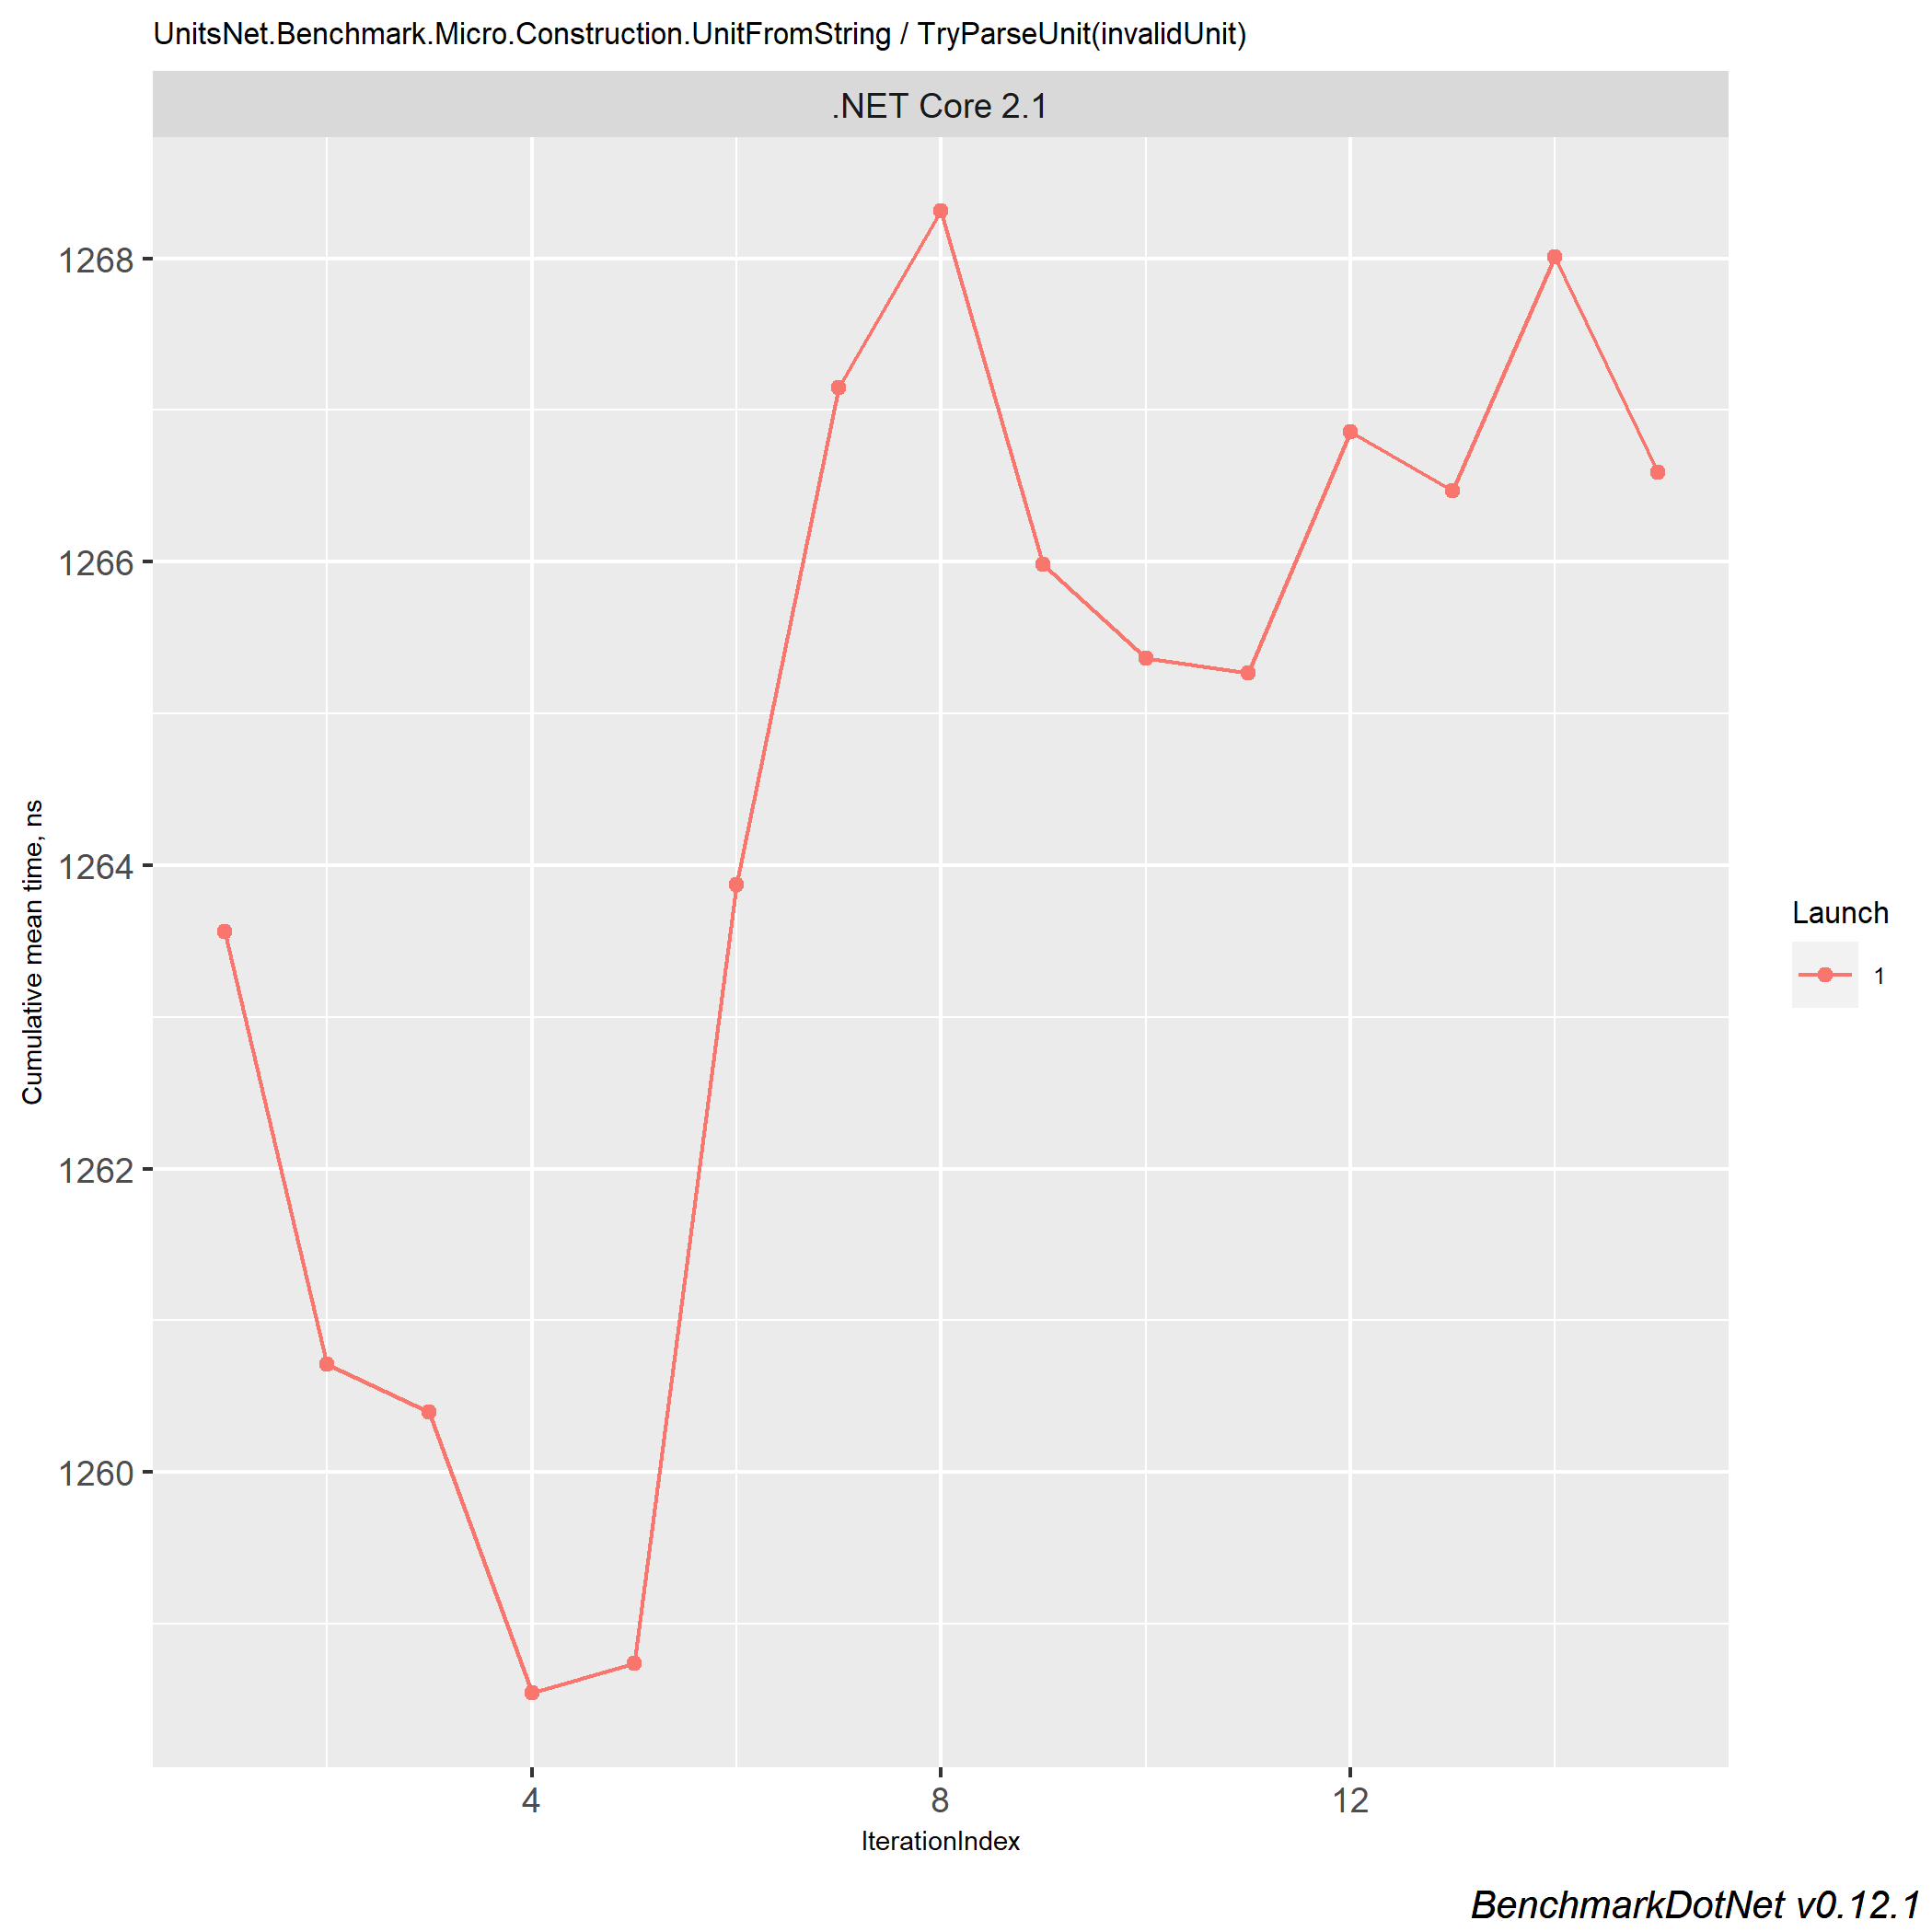 UnitsNet.Benchmark.Micro.Construction.UnitFromString / TryParseUnit(invalidUnit)
.NET Core 2.1
1268
1266
1264
1262
1260
Cumulative mean time, ns
4
8
12
IterationIndex
Launch
1
BenchmarkDotNet v0.12.1